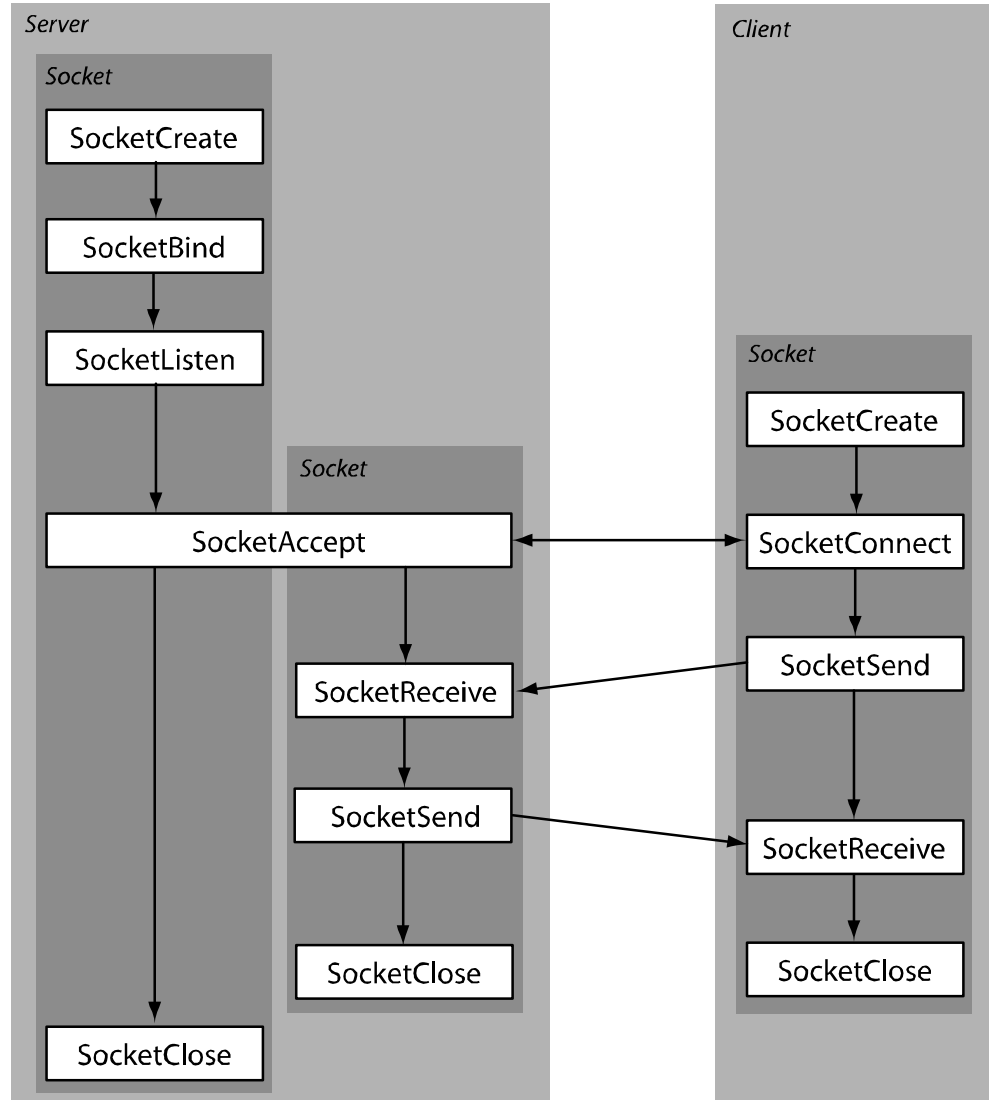 Server
Socket
SocketCreate
SocketBind
SocketListen
Socket
SocketAccept
SocketReceive
SocketSend
SocketClose
SocketClose
Client
Socket
SocketCreate
SocketConnect
SocketSend
SocketReceive
SocketClose